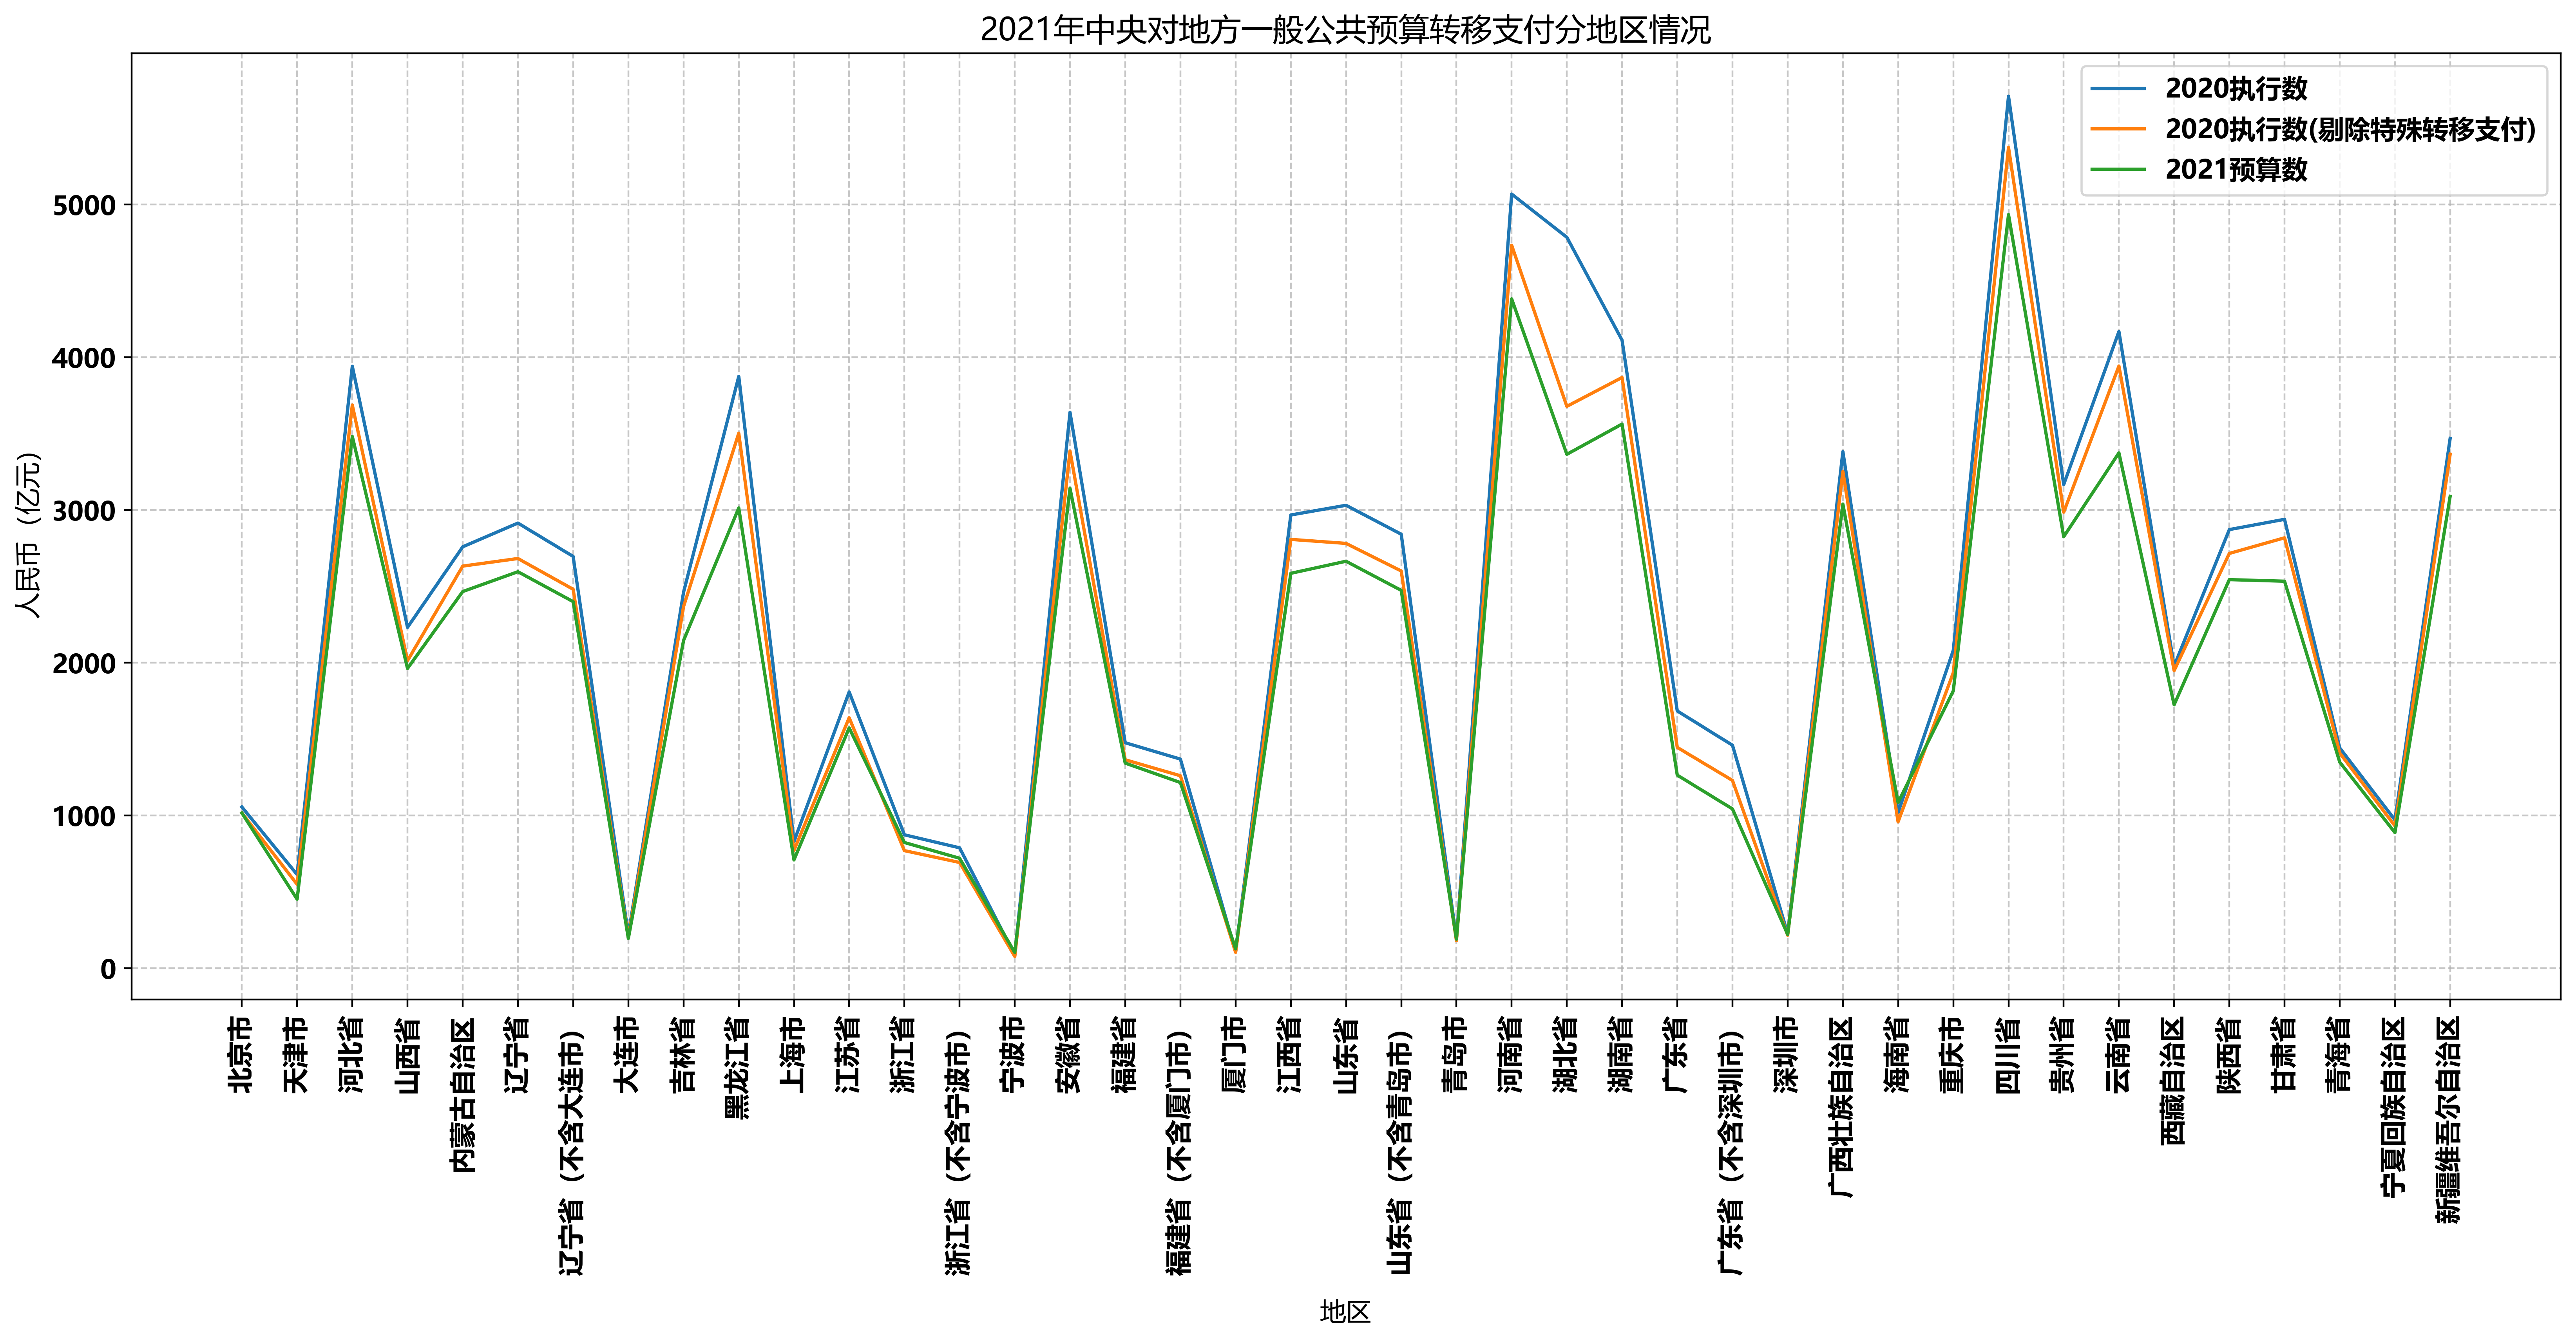 2021年中央对地方一般公共预算转移支付分地区情况
2020执行数
2020执行数(剔除特殊转移支付)
2021预算数
人民币（亿元）
5000
4000
3000
2000
1000
0
北京市
天津市
河北省
山西省
内蒙古自治区
辽宁省
辽宁省（不含大连市）
大连市
吉林省
黑龙江省
上海市
江苏省
浙江省
浙江省（不含宁波市）
宁波市
安徽省
福建省
福建省（不含厦门市）
厦门市
江西省
山东省
山东省（不含青岛市）
青岛市
河南省
湖北省
湖南省
广东省
广东省（不含深圳市）
深圳市
广西壮族自治区
海南省
重庆市
四川省
贵州省
云南省
西藏自治区
陕西省
甘肃省
青海省
宁夏回族自治区
新疆维吾尔自治区
地区